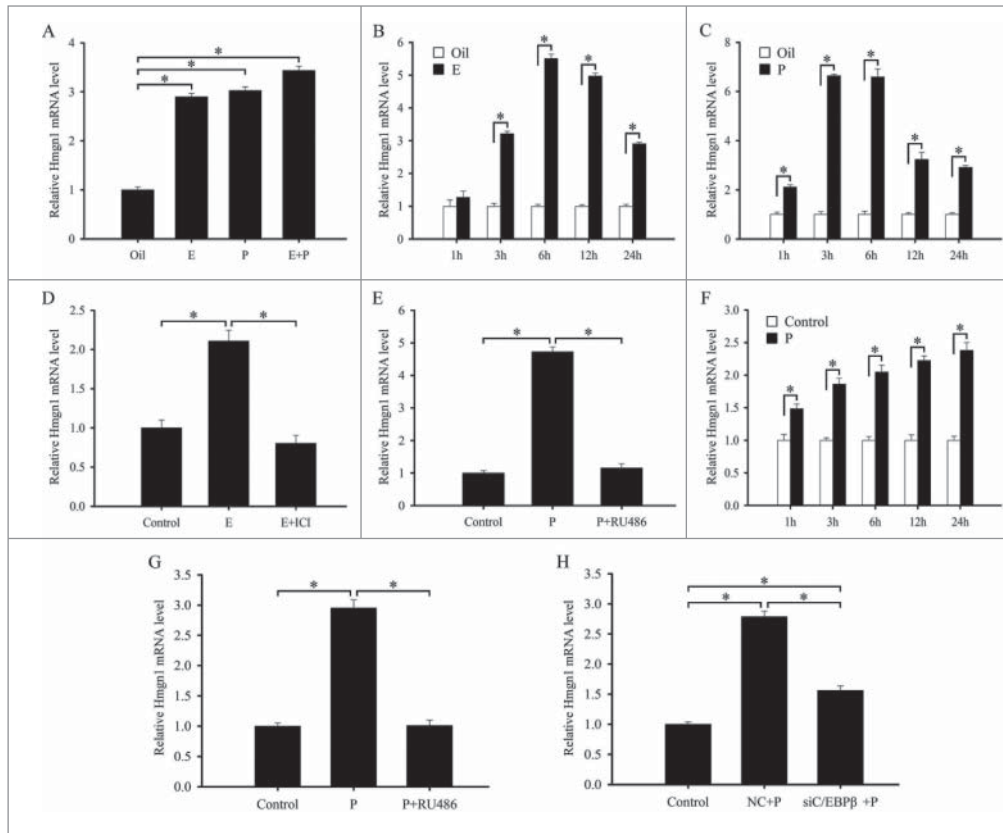 A
Relative Hmgn1 mRNA level
4
3
2
1
0
* * *
Oil E P E+P
B
Relative Hmgn1 mRNA level
6
5
4
3
2
1
0
Oil
E
* * * *
1h 3h 6h 12h 24h
C
Relative Hmgn1 mRNA level
8
6
4
2
0
Oil
P
* * * * *
1h 3h 6h 12h 24h
D
Relative Hmgn1 mRNA level
2.5
2.0
1.5
1.0
0.5
0.0
* *
Control E E+ICI
E
Relative Hmgn1 mRNA level
6
5
4
2
1
0
* *
Control P P+RU486
F
Relative Hmgn1 mRNA level
3.0
2.5
2.0
1.5
1.0
0.5
0.0
Control
P
* * * * *
1h 3h 6h 12h 24h
G
Relative Hmgn1 mRNA level
3.5
3.0
2.5
2.0
1.5
1.0
0.5
0.0
* *
Control P P+RU486
H
Relative Hmgn1 mRNA level
3.5
3.0
2.5
2.0
1.5
1.0
0.5
0.0
*
* *
Control NC+P siC/EBPβ +P